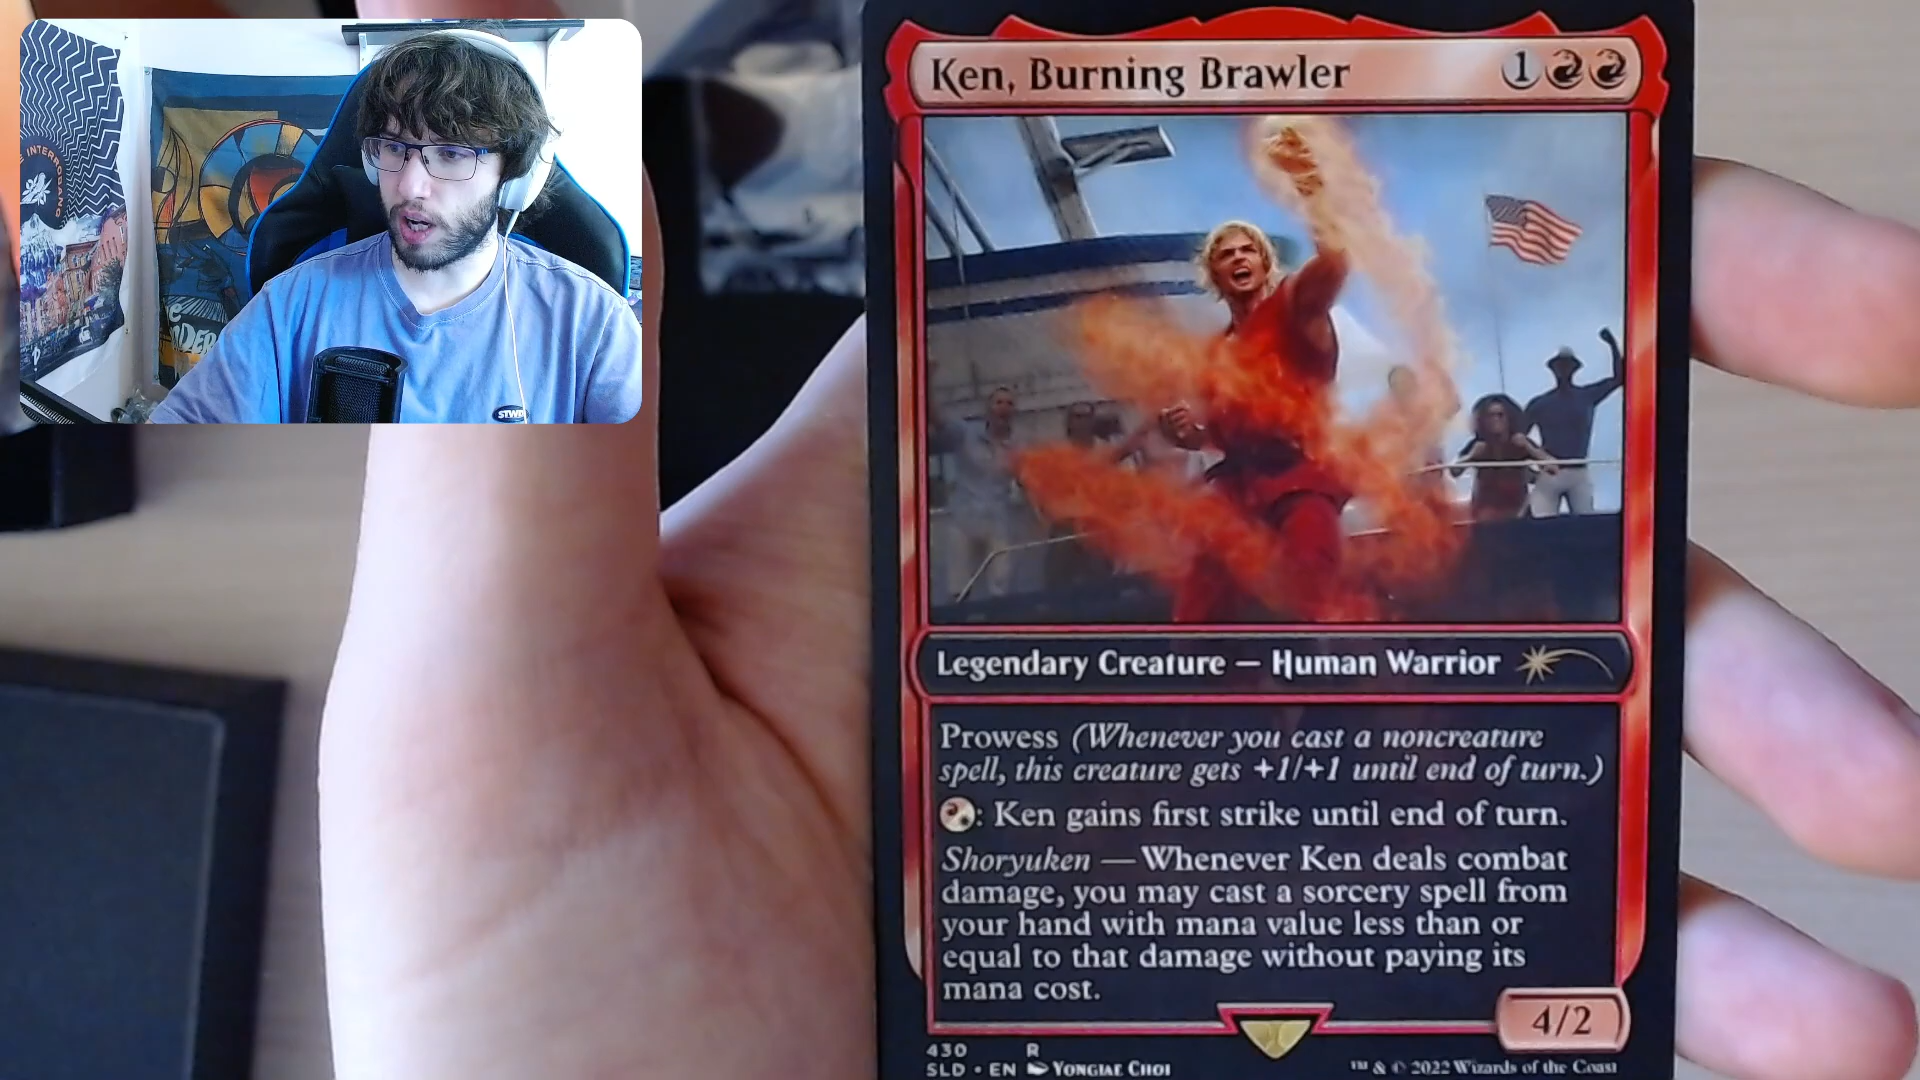 E INTERROBANG
STWD
Ken, Burning Brawler
1
Legendary Creature — Human Warrior
Prowess (Whenever you cast a noncreature
spell, this creature gets +1/+1 until end of turn.)
: Ken gains first strike until end of turn.
Shoryuken — Whenever Ken deals combat
damage, you may cast a sorcery spell from
your hand with mana value less than or
equal to that damage without paying its
mana cost.
4/2
430 R
SLD • EN YONGJAE CHOI
™ & © 2022 Wizards of the Coast